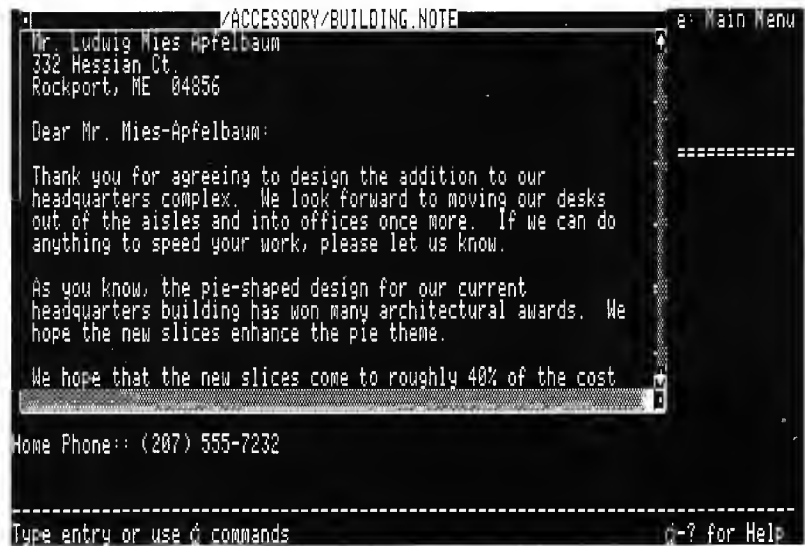 /ACCESSORY/BUILDING.NOTE
e: Main Menu
Mr. Ludwig Mies Apfelbaum
332 Hessian Ct.
Rockport, ME  04856
Dear Mr. Mies-Apfelbaum:
Thank you for agreeing to design the addition to our
headquarters complex.  We look forward to moving our desks
out of the aisles and into offices once more.  If we can do
anything to speed your work, please let us know.
As you know, the pie-shaped design for our current
headquarters building has won many architectural awards.  We
hope the new slices enhance the pie theme.
We hope that the new slices come to roughly 40% of the cost
Home Phone: (207) 555-7232
Type entry or use  commands
-? for Help